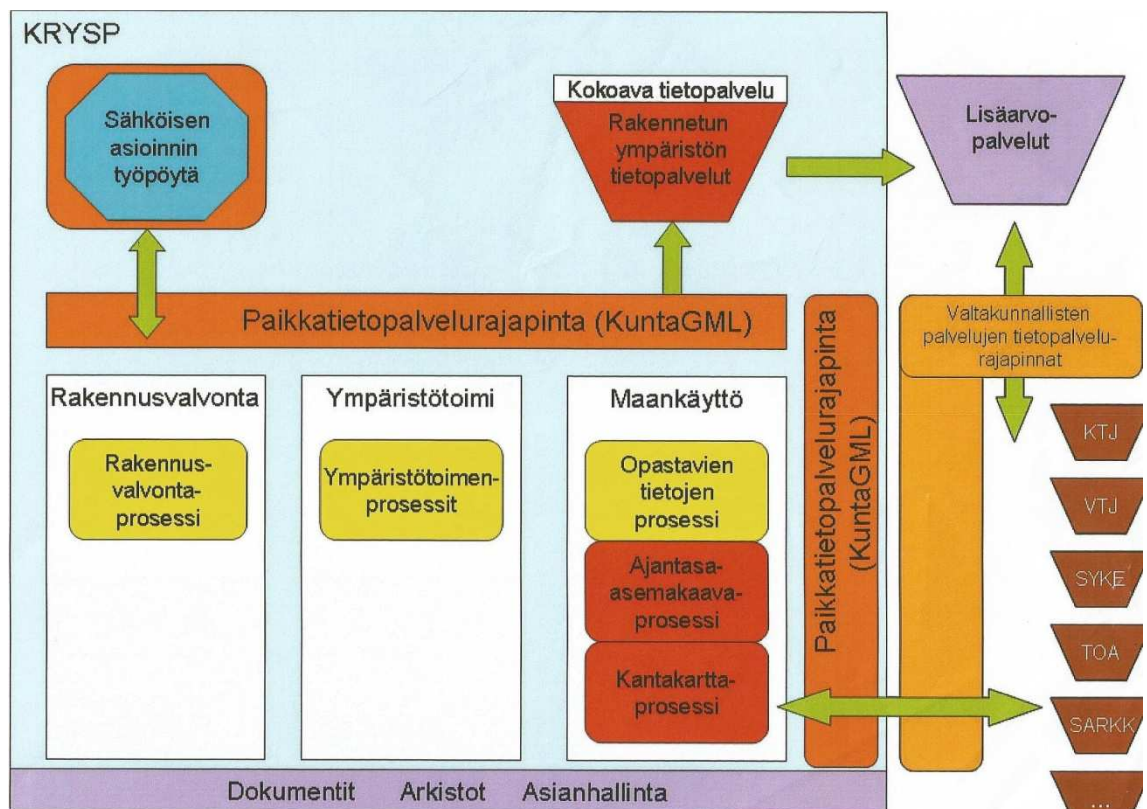 KRYSP
Sähköisen
asioinnin
työpöytä
Kokoava tietopalvelu
Rakennetun
ympäristön
tietopalvelut
Lisäarvo-
palvelut
Paikkatietopalvelurajapinta (KuntaGML)
Paikkatietopalvelurajapinta
(KuntaGML)
Valtakunnallisten
palvelujen tietopalvelu-
rajapinnat
Rakennusvalvonta
Rakennus-
valvonta-
prosessi
Ympäristötoimi
Ympäristötoimen-
prosessit
Maankäyttö
Opastavien
tietojen
prosessi
Ajantasa-
asemakaava-
prosessi
Kantakartta-
prosessi
KTJ
VTJ
SYKE
TOA
SARKK
...
Dokumentit Arkistot Asianhallinta